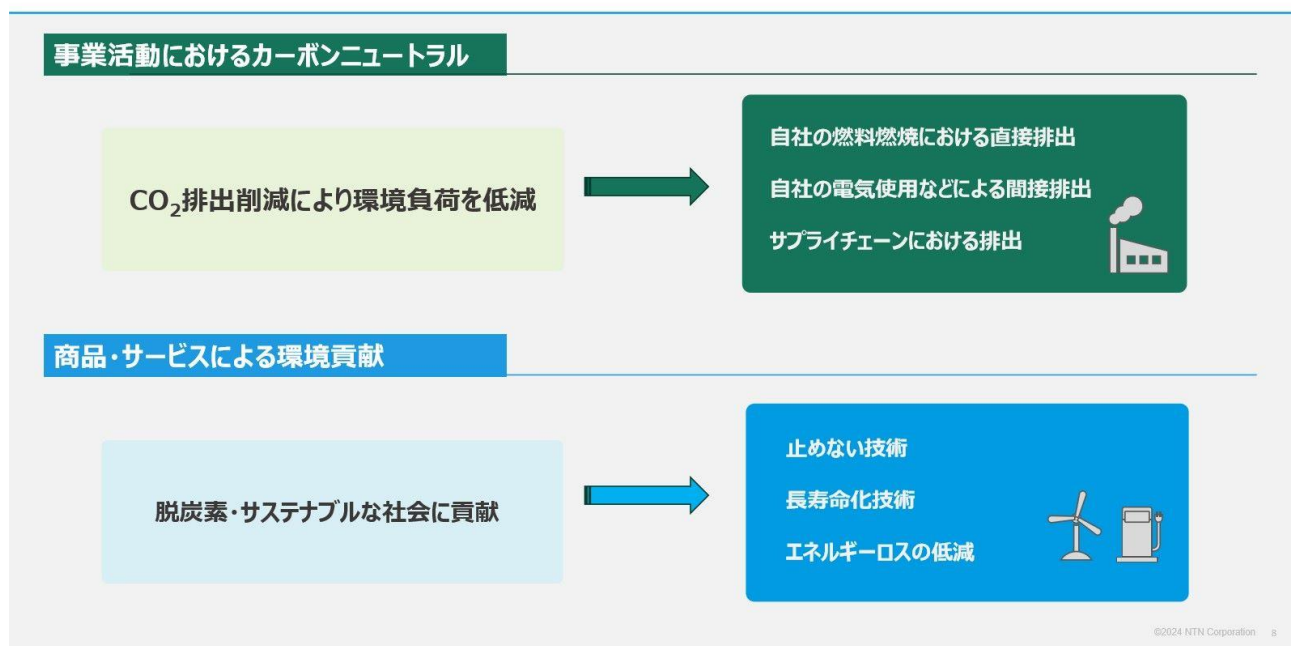 事業活動におけるカーボンニュートラル
CO₂排出削減により環境負荷を低減
自社の燃料燃焼における直接排出
自社の電気使用などによる間接排出
サプライチェーンにおける排出
商品・サービスによる環境貢献
脱炭素・サステナブルな社会に貢献
止めない技術
長寿命化技術
エネルギーロスの低減
©2024 NTN Corporation 8